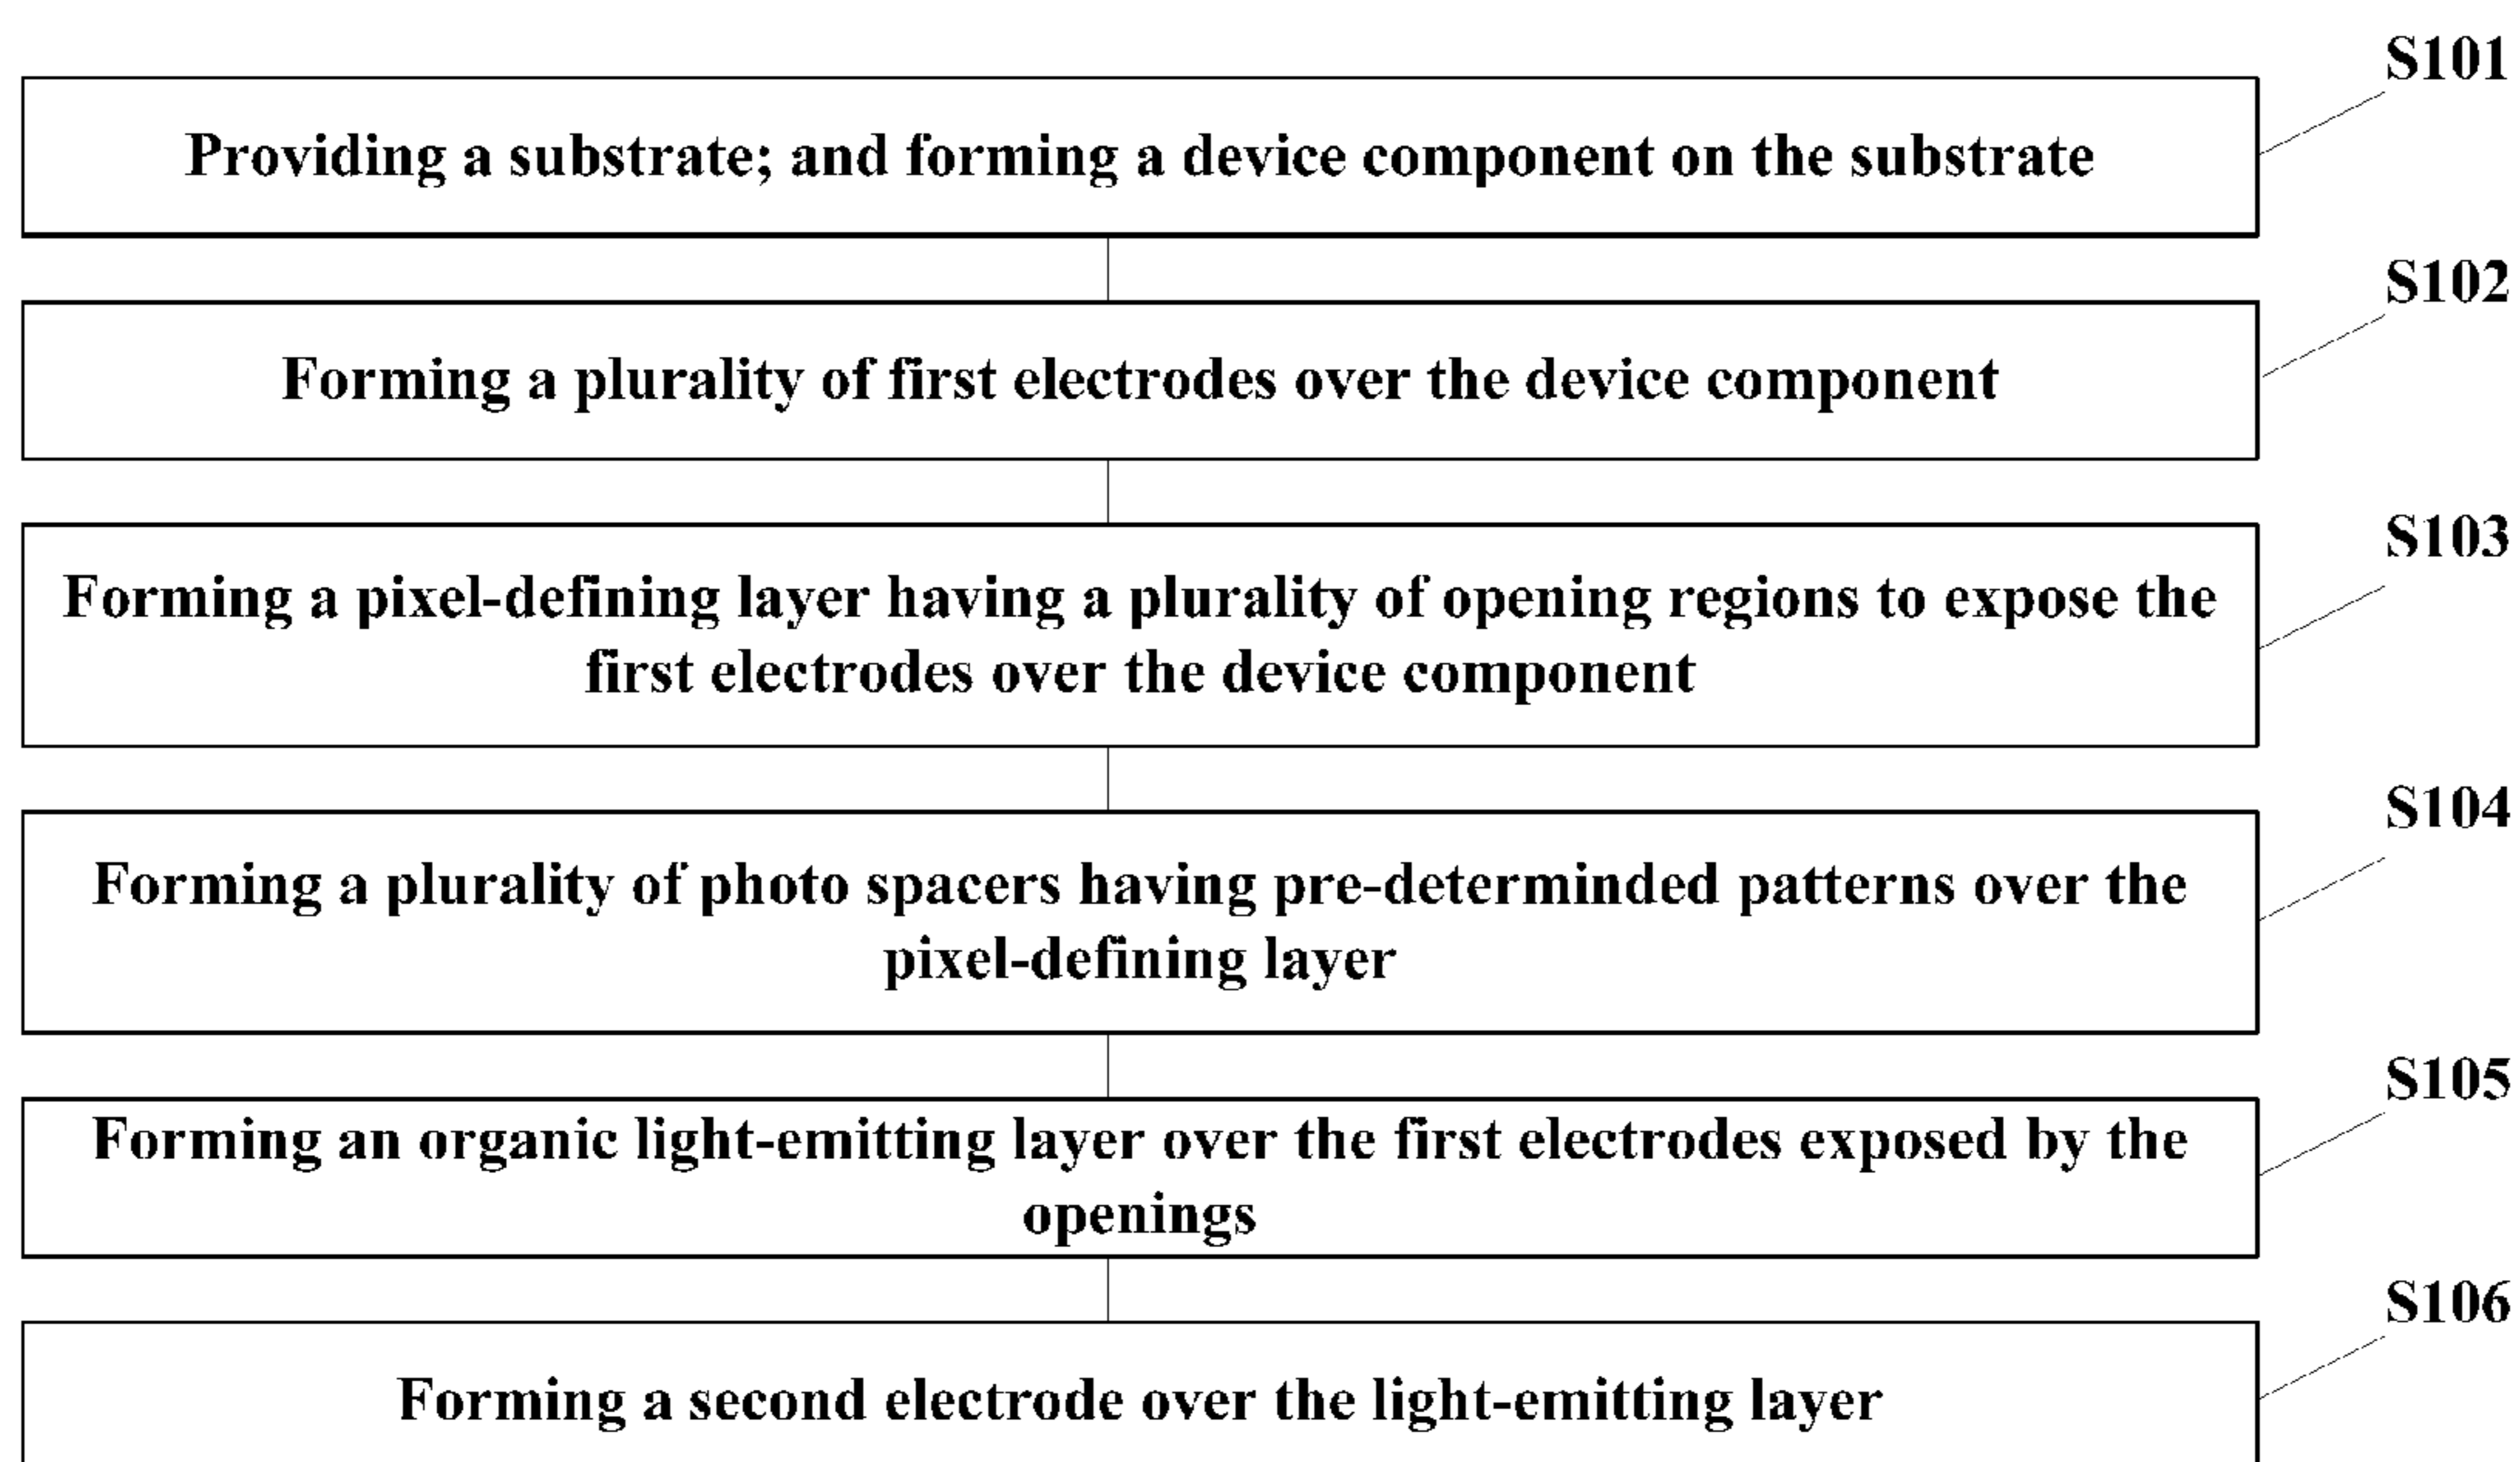 S101
Providing a substrate; and forming a device component on the substrate
S102
Forming a plurality of first electrodes over the device component
S103
Forming a pixel-defining layer having a plurality of opening regions to expose the
first electrodes over the device component
S104
Forming a plurality of photo spacers having pre-determinded patterns over the
pixel-defining layer
S105
Forming an organic light-emitting layer over the first electrodes exposed by the
openings
S106
Forming a second electrode over the light-emitting layer